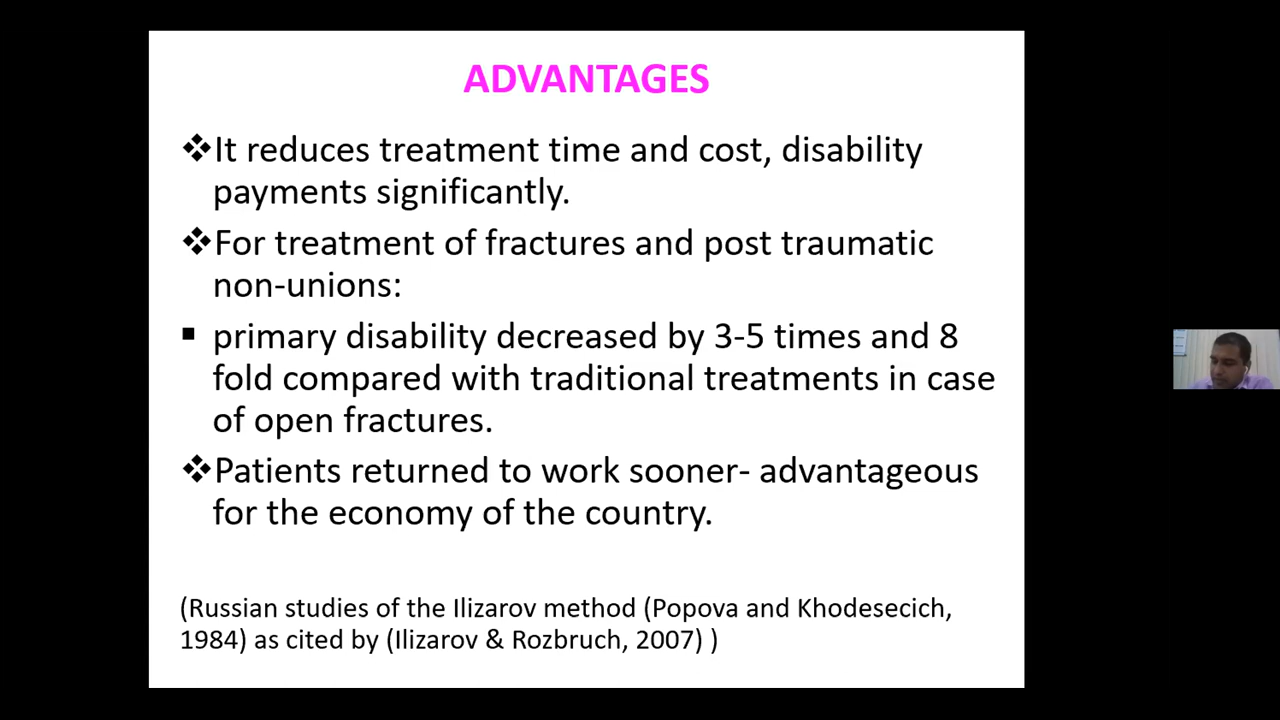 ADVANTAGES
❖It reduces treatment time and cost, disability
payments significantly.
❖For treatment of fractures and post traumatic
non-unions:
▪ primary disability decreased by 3-5 times and 8
fold compared with traditional treatments in case
of open fractures.
❖Patients returned to work sooner- advantageous
for the economy of the country.
(Russian studies of the Ilizarov method (Popova and Khodesecich,
1984) as cited by (Ilizarov & Rozbruch, 2007) )